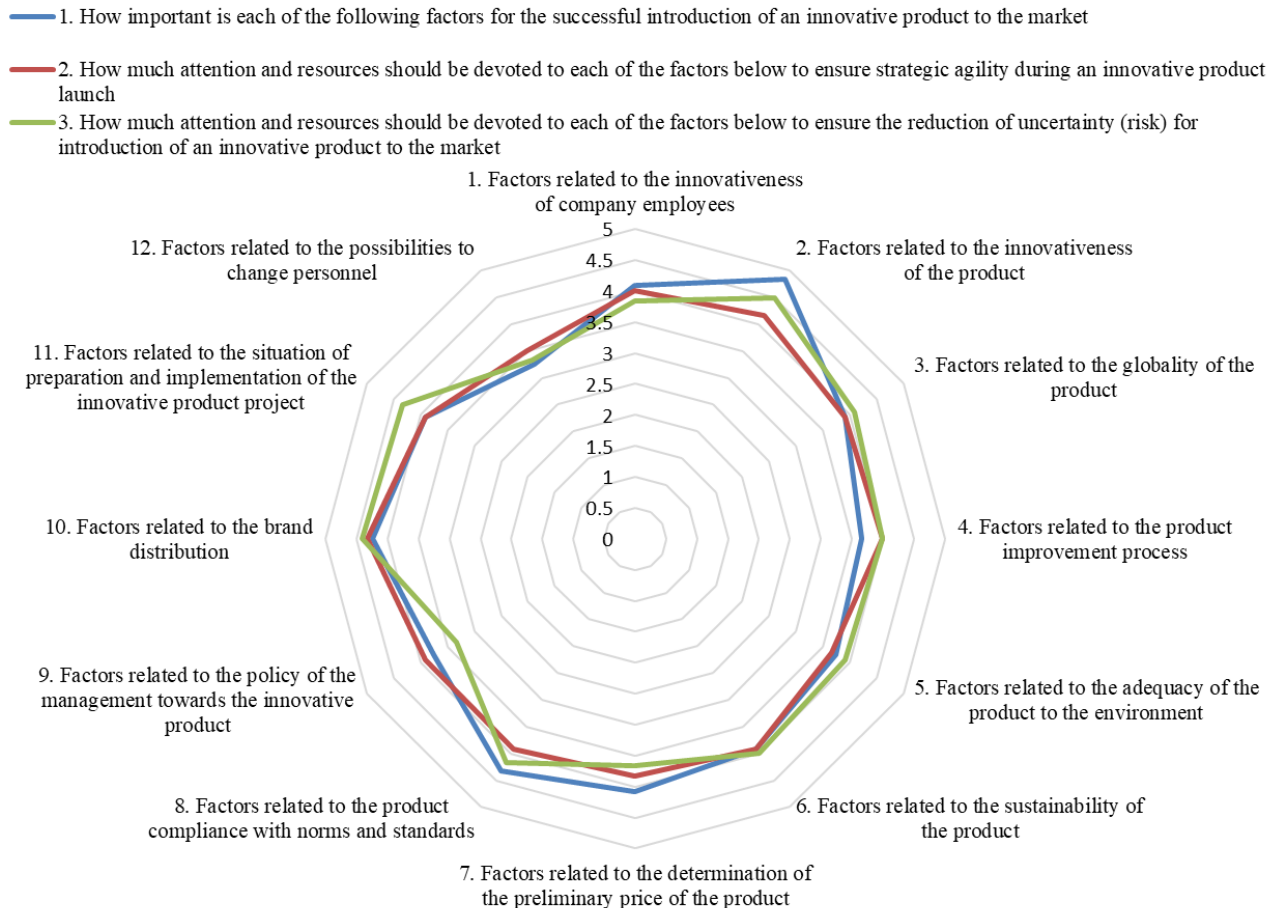 1. How important is each of the following factors for the successful introduction of an innovative product to the market
2. How much attention and resources should be devoted to each of the factors below to ensure strategic agility during an innovative product
launch
3. How much attention and resources should be devoted to each of the factors below to ensure the reduction of uncertainty (risk) for
introduction of an innovative product to the market
1. Factors related to the innovativeness
of company employees
12. Factors related to the possibilities to
change personnel
2. Factors related to the innovativeness
of the product
11. Factors related to the situation of
preparation and implementation of the
innovative product project
3. Factors related to the globality of the
product
10. Factors related to the brand
distribution
4. Factors related to the product
improvement process
9. Factors related to the policy of the
management towards the innovative
product
5. Factors related to the adequacy of the
product to the environment
8. Factors related to the product
compliance with norms and standards
6. Factors related to the sustainability of
the product
7. Factors related to the determination of
the preliminary price of the product
5
4.5
4
3.5
3
2.5
2
1.5
1
0.5
0